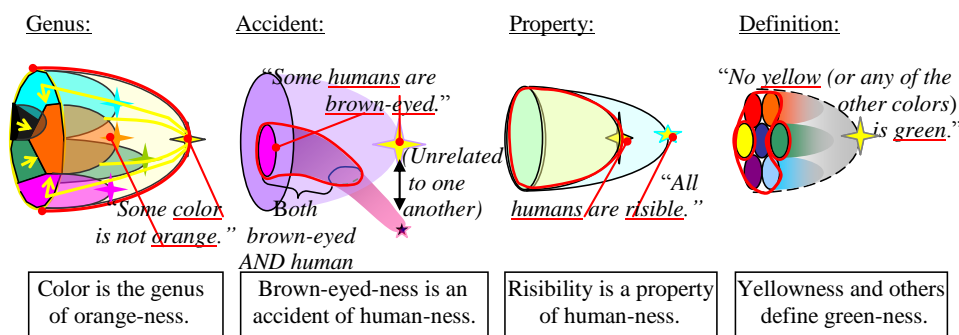 Genus:
"Some color
is not orange."
Color is the genus
of orange-ness.
Accident:
"Some humans are
brown-eyed."
(Unrelated
to one
another)
Both
brown-eyed
AND human
Brown-eyed-ness is an
accident of human-ness.
Property:
"All
humans are risible."
Risibility is a property
of human-ness.
Definition:
"No yellow (or any of the
other colors)
is green."
Yellowness and others
define green-ness.